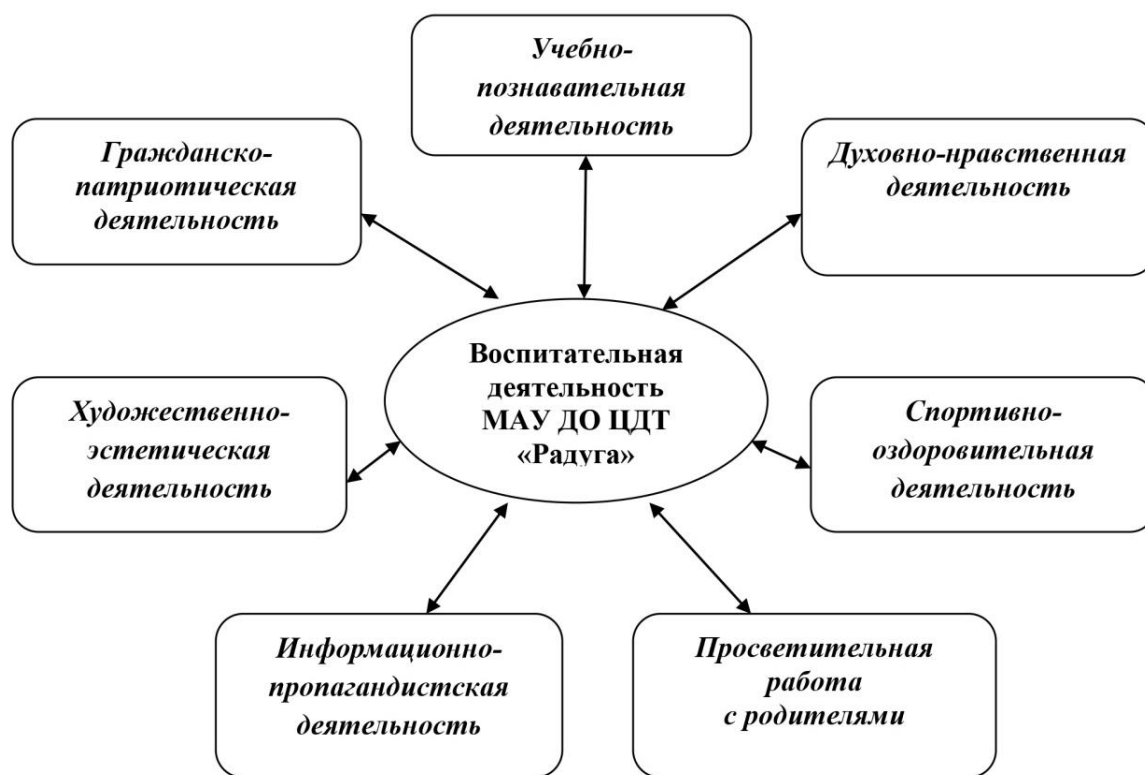 Учебно-
познавательная
деятельность
Гражданско-
патриотическая
деятельность
Духовно-нравственная
деятельность
Воспитательная
деятельность
МАУ ДО ЦДТ
«Радуга»
Художественно-
эстетическая
деятельность
Спортивно-
оздоровительная
деятельность
Информационно-
пропагандистская
деятельность
Просветительная
работа
с родителями